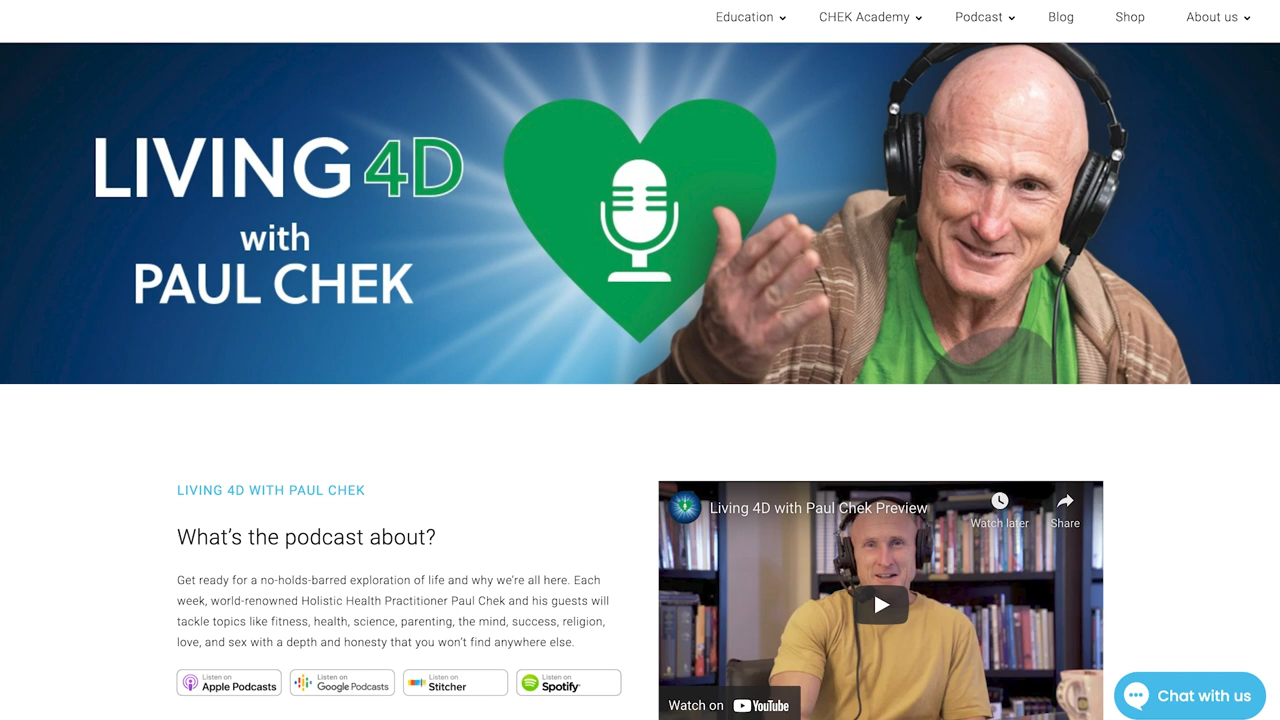 Education
CHEK Academy
Podcast
Blog
Shop
About us
LIVING 4D
with
PAUL CHEK
LIVING 4D WITH PAUL CHEK
What’s the podcast about?
Get ready for a no-holds-barred exploration of life and why we’re all here. Each
week, world-renowned Holistic Health Practitioner Paul Chek and his guests will
tackle topics like fitness, health, science, parenting, the mind, success, religion,
love, and sex with a depth and honesty that you won’t find anywhere else.
Listen on
Apple Podcasts
Listen on
Google Podcasts
Listen on
Stitcher
Listen on
Spotify
Living 4D with Paul Chek Preview
Watch later
Share
Watch on YouTube
Chat with us